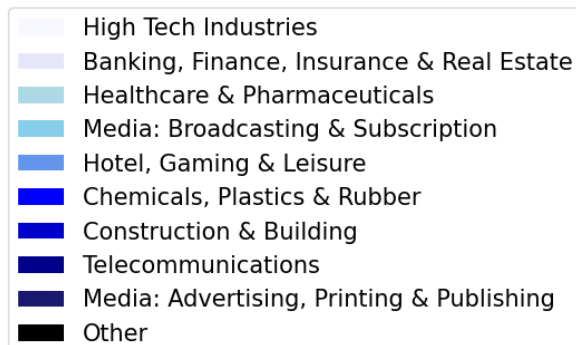 High Tech Industries
Banking, Finance, Insurance & Real Estate
Healthcare & Pharmaceuticals
Media: Broadcasting & Subscription
Hotel, Gaming & Leisure
Chemicals, Plastics & Rubber
Construction & Building
Telecommunications
Media: Advertising, Printing & Publishing
Other